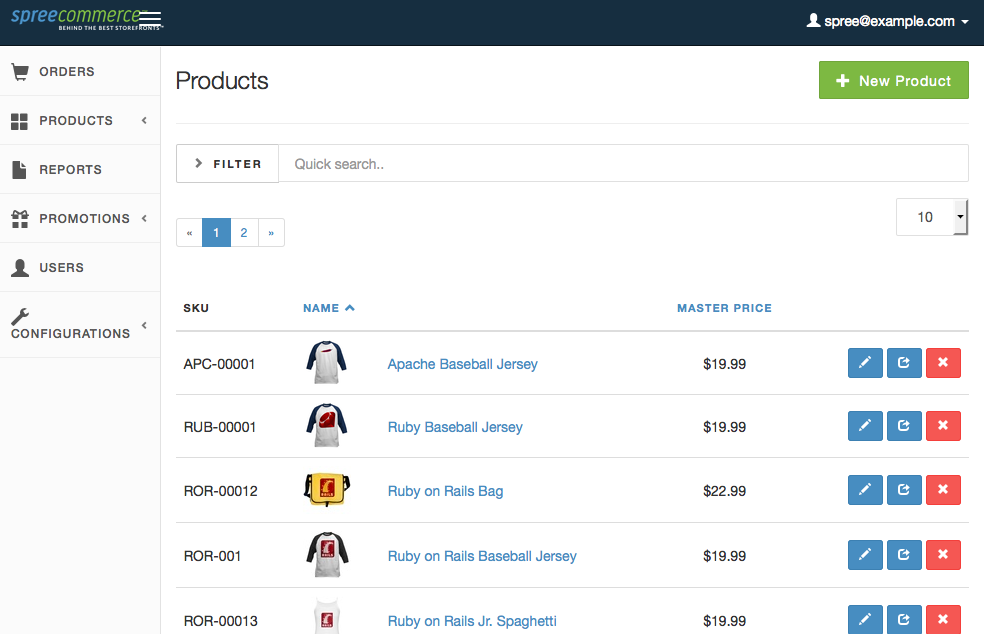 spreecommerce
BEHIND THE BEST STOREFRONTS
spree@example.com
ORDERS
PRODUCTS
REPORTS
PROMOTIONS
USERS
CONFIGURATIONS
Products
New Product
FILTER
Quick search..
« 1 2 »
10
SKU NAME MASTER PRICE
APC-00001 Apache Baseball Jersey $19.99
RUB-00001 Ruby Baseball Jersey $19.99
ROR-00012 RAILS Ruby on Rails Bag $22.99
ROR-001 RAILS Ruby on Rails Baseball Jersey $19.99
ROR-00013 RAILS Ruby on Rails Jr. Spaghetti $19.99